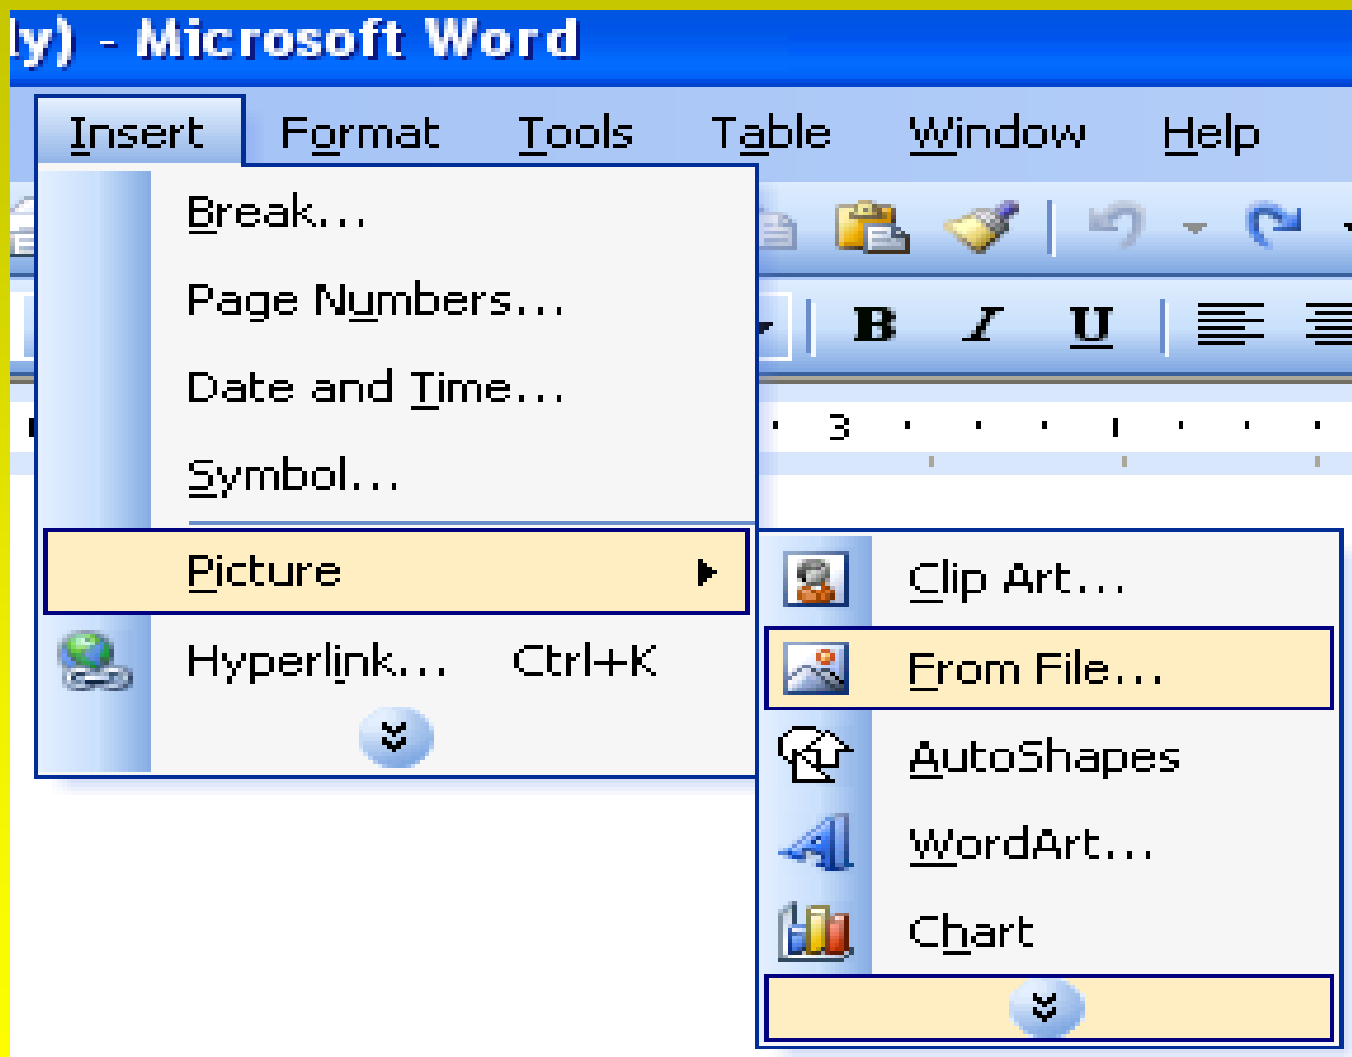 ly) - Microsoft Word
Insert Format Tools Table Window Help
Break...
Page Numbers...
Date and Time...
Symbol...
Picture
Hyperlink... Ctrl+K
B I U
3
Clip Art...
From File...
AutoShapes
WordArt...
Chart